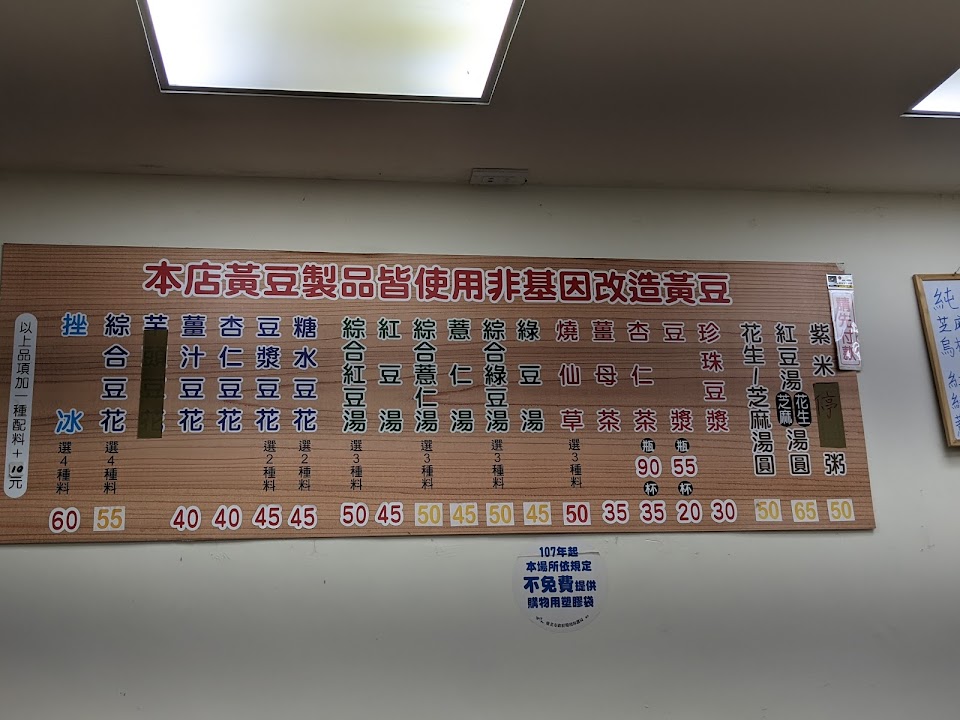 本店黃豆製品皆使用非基因改造黃豆
請先付款
紫米 停 粥 50
紅豆湯 花生 芝麻 湯圓 65
花生–芝麻湯圓 50
珍珠豆漿 30
豆漿 瓶 55 杯 20
杏仁茶 瓶 90 杯 35
薑母茶 35
燒仙草 選3種料 50
綠豆湯 45
綜合綠豆湯 選3種料 50
薏仁湯 45
綜合薏仁湯 選3種料 50
紅豆湯 45
綜合紅豆湯 選3種料 50
糖水豆花 選2種料 45
豆漿豆花 選2種料 45
杏仁豆花 40
薑汁豆花 40
綜合豆花 選4種料 55
挫冰 選4種料 60
以上品項加一種配料+10元
107年起
本場所依規定
不免費提供
購物用塑膠袋
純
芝麻